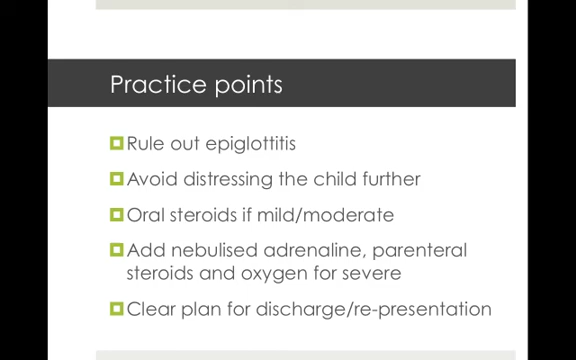 Practice points
Rule out epiglottitis
Avoid distressing the child further
Oral steroids if mild/moderate
Add nebulised adrenaline, parenteral
steroids and oxygen for severe
Clear plan for discharge/re-presentation